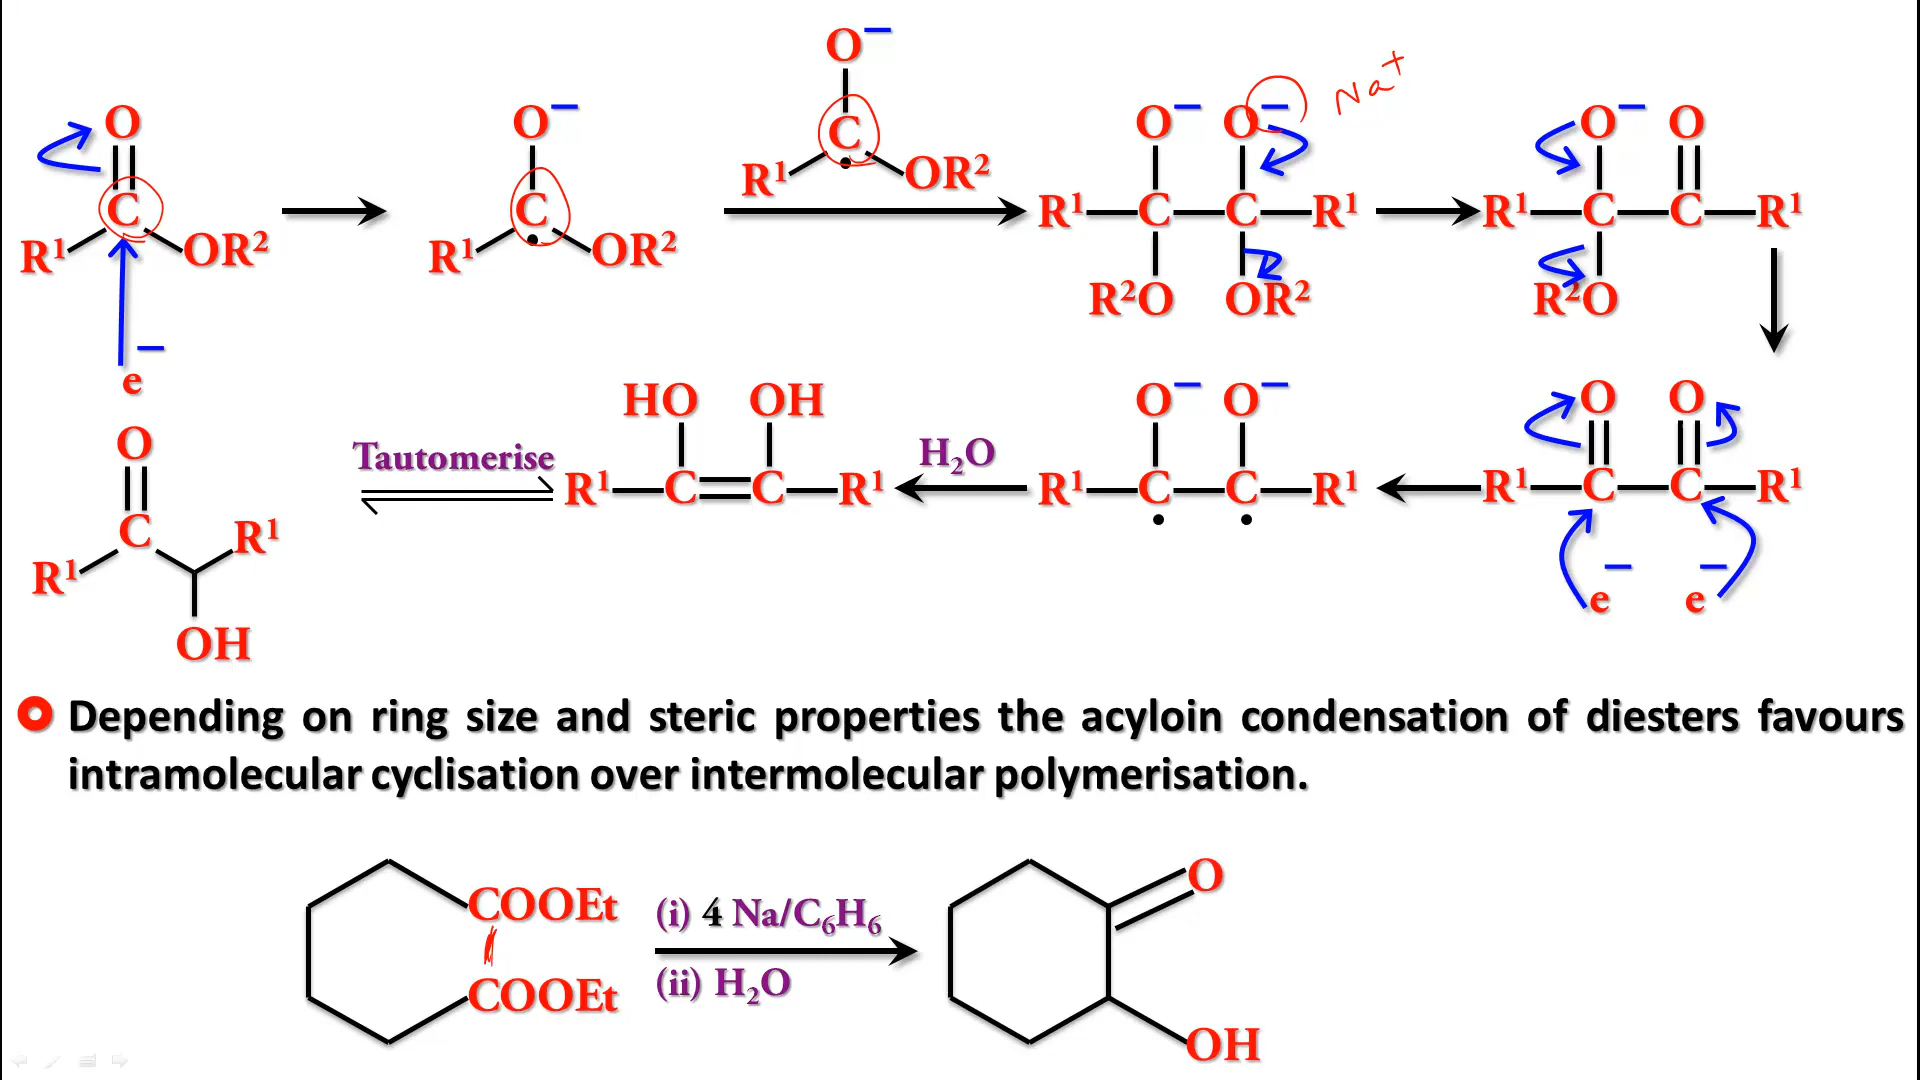 O⁻
O O⁻ O⁻ O⁻ O⁻ Na⁺ O⁻ O
C C C
R¹ OR² R¹ OR² R¹ OR² R¹ C C R¹ R¹ C C R¹
R²O OR² R²O
e⁻
HO OH O⁻ O⁻ O O
O Tautomerise H₂O
R¹ C C R¹ R¹ C C R¹ R¹ C C R¹
C R¹
R¹
e⁻ e⁻
OH
Depending on ring size and steric properties the acyloin condensation of diesters favours
intramolecular cyclisation over intermolecular polymerisation.
COOEt (i) 4 Na/C₆H₆ O
COOEt (ii) H₂O
OH